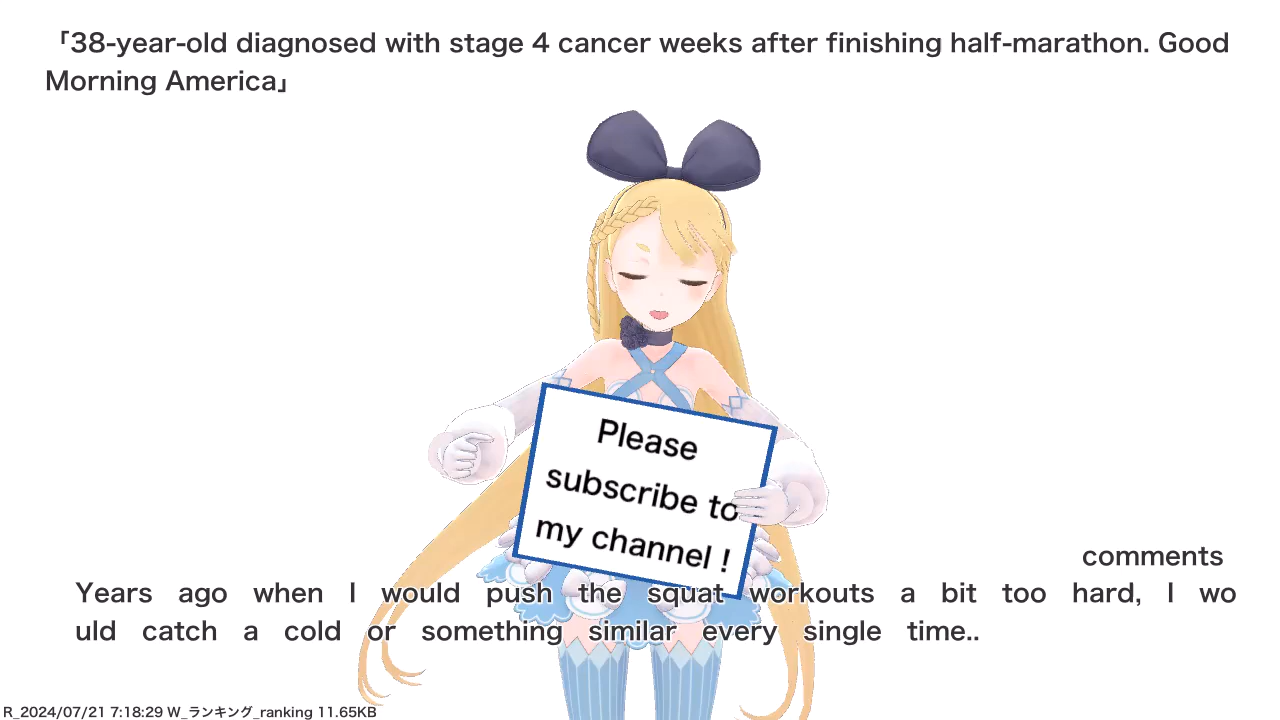 「38-year-old diagnosed with stage 4 cancer weeks after finishing half-marathon. Good
Morning America」
Please
subscribe to
my channel !
comments
Years ago when I would push the squat workouts a bit too hard, I wo
uld catch a cold or something similar every single time..
R_2024/07/21 7:18:29 W_ランキング_ranking 11.65KB